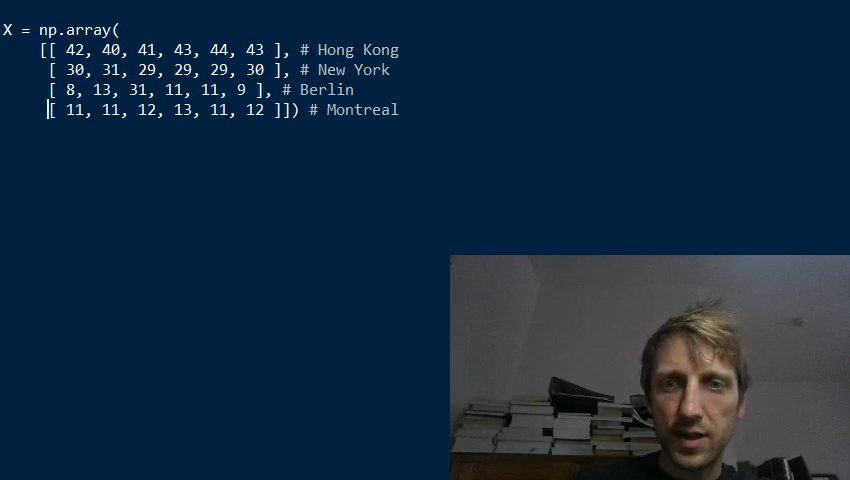 X = np.array(
[[ 42, 40, 41, 43, 44, 43 ], # Hong Kong
[ 30, 31, 29, 29, 29, 30 ], # New York
[ 8, 13, 31, 11, 11, 9 ], # Berlin
[ 11, 11, 12, 13, 11, 12 ]]) # Montreal